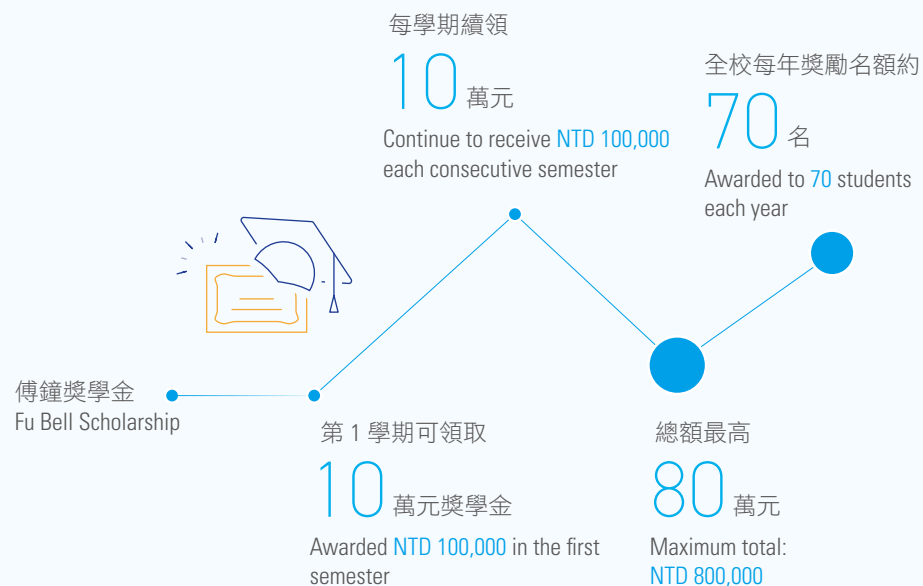 傅鐘獎學金
Fu Bell Scholarship
第 1 學期可領取
10 萬元獎學金
Awarded NTD 100,000 in the first
semester
每學期續領
10 萬元
Continue to receive NTD 100,000
each consecutive semester
總額最高
80 萬元
Maximum total:
NTD 800,000
全校每年獎勵名額約
70 名
Awarded to 70 students
each year